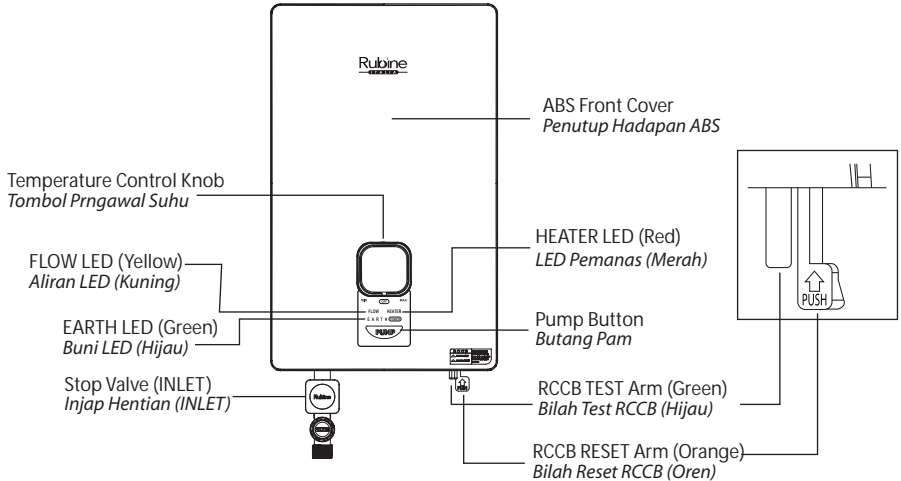 Rubine
ITALIA
ABS Front Cover
Penutup Hadapan ABS
Temperature Control Knob
Tombol Prngawal Suhu
HEATER LED (Red)
LED Pemanas (Merah)
FLOW LED (Yellow)
Aliran LED (Kuning)
EARTH LED (Green)
Buni LED (Hijau)
Pump Button
Butang Pam
Stop Valve (INLET)
Injap Hentian (INLET)
RCCB TEST Arm (Green)
Bilah Test RCCB (Hijau)
RCCB RESET Arm (Orange)
Bilah Reset RCCB (Oren)
MIN MAX
FLOW HEATER
EARTH
PUMP
Rubine
PUSH
PUSH